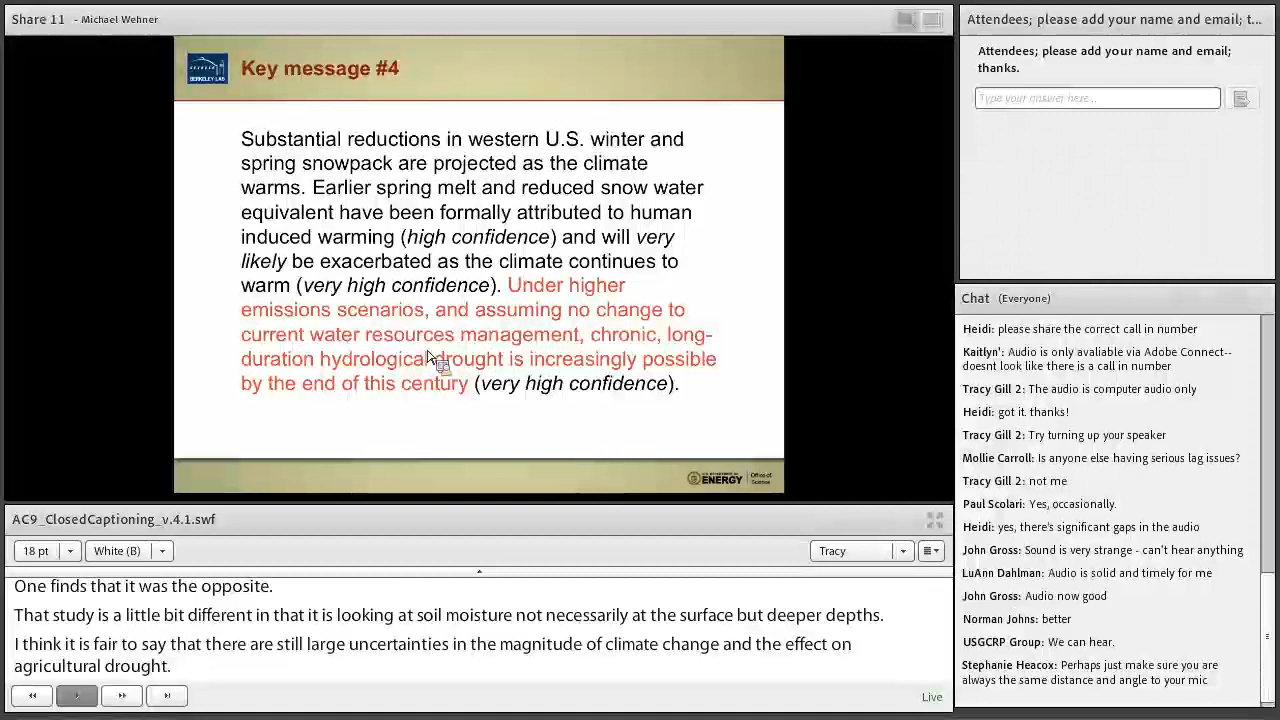 Share 11 - Michael Wehner
BERKELEY LAB
Key message #4
Substantial reductions in western U.S. winter and
spring snowpack are projected as the climate
warms. Earlier spring melt and reduced snow water
equivalent have been formally attributed to human
induced warming (high confidence) and will very
likely be exacerbated as the climate continues to
warm (very high confidence). Under higher
emissions scenarios, and assuming no change to
current water resources management, chronic, long-
duration hydrological drought is increasingly possible
by the end of this century (very high confidence).
U.S. DEPARTMENT OF
ENERGY
Office of
Science
AC9_ClosedCaptioning_v.4.1.swf
18 pt
White (B)
Tracy
One finds that it was the opposite.
That study is a little bit different in that it is looking at soil moisture not necessarily at the surface but deeper depths.
I think it is fair to say that there are still large uncertainties in the magnitude of climate change and the effect on
agricultural drought.
Live
Attendees; please add your name and email; t...
Attendees; please add your name and email;
thanks.
Type your answer here...
Chat (Everyone)
Heidi: please share the correct call in number
Kaitlyn': Audio is only avaliable via Adobe Connect--
doesnt look like there is a call in number
Tracy Gill 2: The audio is computer audio only
Heidi: got it. thanks!
Tracy Gill 2: Try turning up your speaker
Mollie Carroll: Is anyone else having serious lag issues?
Tracy Gill 2: not me
Paul Scolari: Yes, occasionally.
Heidi: yes, there's significant gaps in the audio
John Gross: Sound is very strange - can't hear anything
LuAnn Dahlman: Audio is solid and timely for me
John Gross: Audio now good
Norman Johns: better
USGCRP Group: We can hear.
Stephanie Heacox: Perhaps just make sure you are
always the same distance and angle to your mic